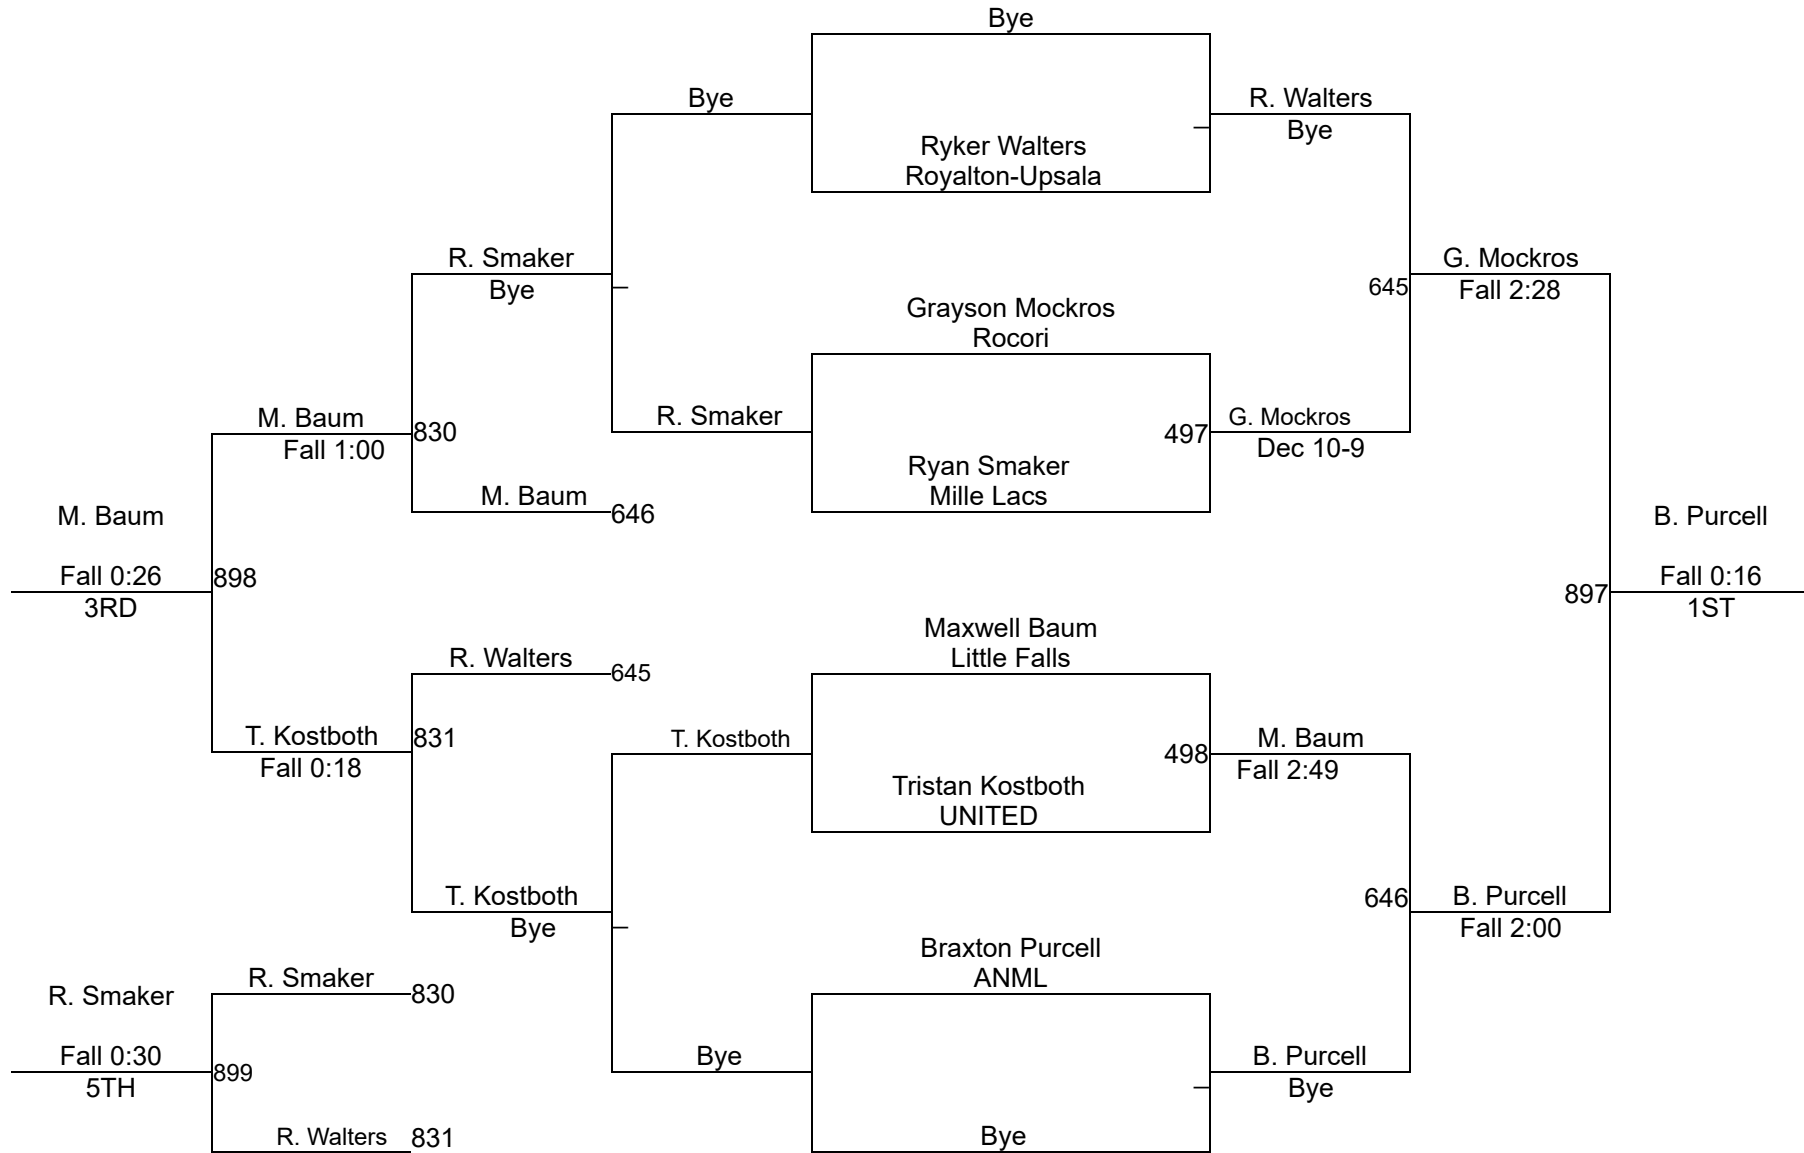 Bye
Bye
R. Walters
Bye
Ryker Walters
Royalton-Upsala
R. Smaker
Bye
G. Mockros
Fall 2:28
645
Grayson Mockros
Rocori
M. Baum
Fall 1:00
830
R. Smaker
497
G. Mockros
Dec 10-9
Ryan Smaker
Mille Lacs
M. Baum
646
M. Baum
Fall 0:26
3RD
898
B. Purcell
Fall 0:16
1ST
897
Maxwell Baum
Little Falls
R. Walters
645
T. Kostboth
Fall 0:18
831
T. Kostboth
498
M. Baum
Fall 2:49
Tristan Kostboth
UNITED
T. Kostboth
Bye
646
B. Purcell
Fall 2:00
Braxton Purcell
ANML
R. Smaker
830
R. Smaker
Fall 0:30
5TH
899
Bye
B. Purcell
Bye
R. Walters
831
Bye